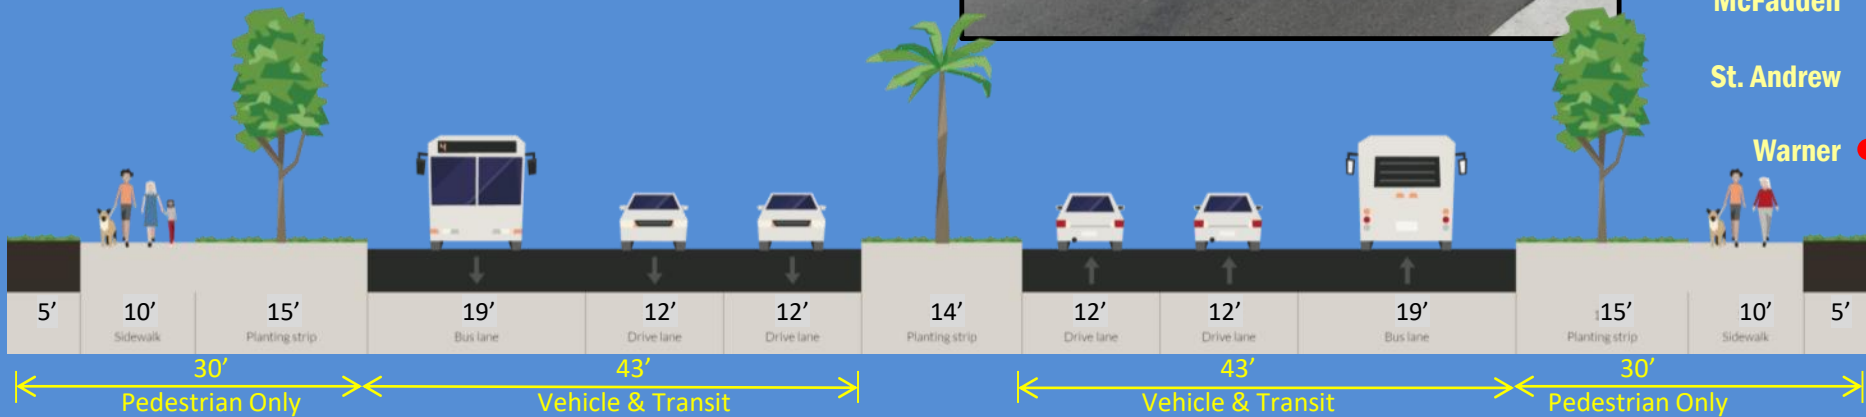 McFadden
St. Andrew
Warner
4
5’ 10’ 15’ 19’ 12’ 12’ 14’ 12’ 12’ 19’ 15’ 10’ 5’
Sidewalk Planting strip Bus lane Drive lane Drive lane Planting strip Drive lane Drive lane Bus lane Planting strip Sidewalk
30’ 43’ 43’ 30’
Pedestrian Only Vehicle & Transit Vehicle & Transit Pedestrian Only